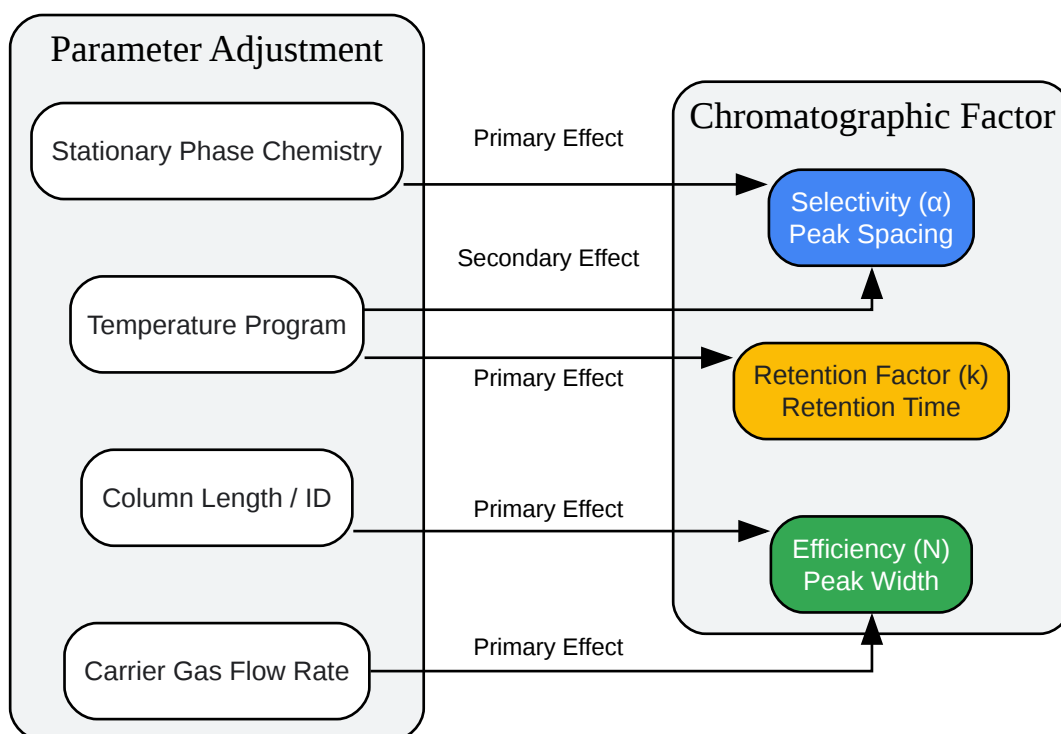 Parameter Adjustment
Stationary Phase Chemistry
Temperature Program
Column Length / ID
Carrier Gas Flow Rate
Primary Effect
Secondary Effect
Primary Effect
Primary Effect
Primary Effect
Chromatographic Factor
Selectivity (α)
Peak Spacing
Retention Factor (k)
Retention Time
Efficiency (N)
Peak Width